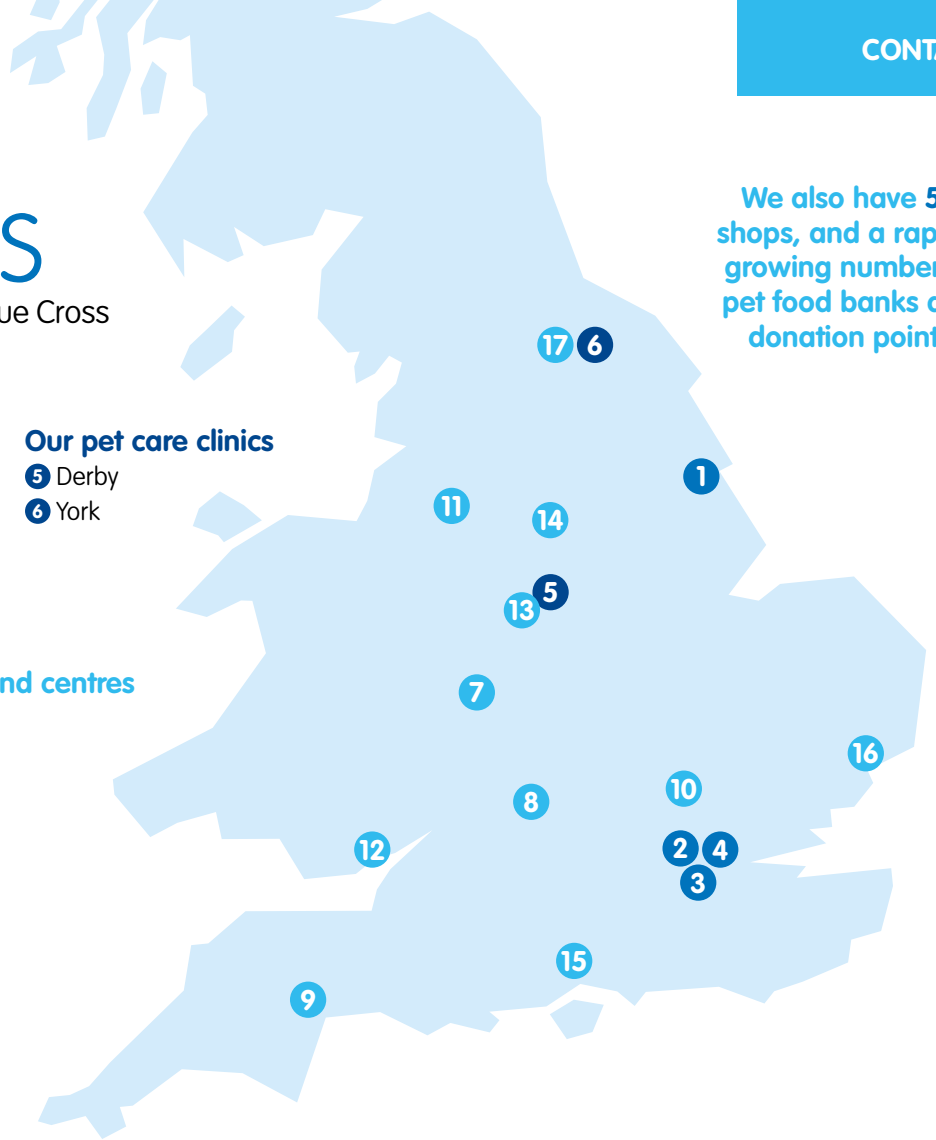 CONTA
We also have 5
shops, and a rap
growing number
pet food banks a
donation point
S
ue Cross
Our pet care clinics
5 Derby
6 York
nd centres
17 6
1
11
14
5
13
7
16
10
8
12
2 4
3
15
9